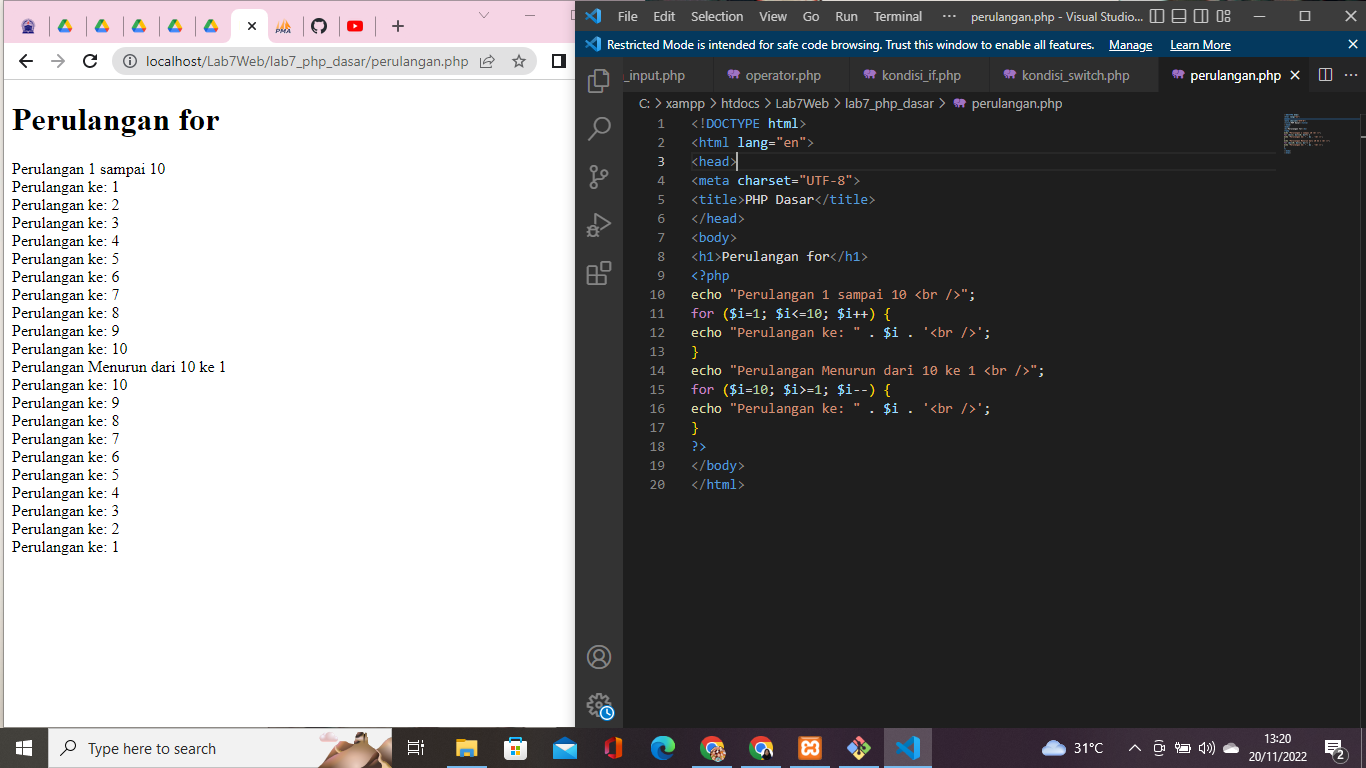 localhost/Lab7Web/lab7_php_dasar/perulangan.php
Perulangan for
Perulangan 1 sampai 10
Perulangan ke: 1
Perulangan ke: 2
Perulangan ke: 3
Perulangan ke: 4
Perulangan ke: 5
Perulangan ke: 6
Perulangan ke: 7
Perulangan ke: 8
Perulangan ke: 9
Perulangan ke: 10
Perulangan Menurun dari 10 ke 1
Perulangan ke: 10
Perulangan ke: 9
Perulangan ke: 8
Perulangan ke: 7
Perulangan ke: 6
Perulangan ke: 5
Perulangan ke: 4
Perulangan ke: 3
Perulangan ke: 2
Perulangan ke: 1
File Edit Selection View Go Run Terminal ··· perulangan.php - Visual Studio...
Restricted Mode is intended for safe code browsing. Trust this window to enable all features. Manage Learn More
_input.php operator.php kondisi_if.php kondisi_switch.php perulangan.php
C: > xampp > htdocs > Lab7Web > lab7_php_dasar > perulangan.php
1 <!DOCTYPE html>
2 <html lang="en">
3 <head>
4 <meta charset="UTF-8">
5 <title>PHP Dasar</title>
6 </head>
7 <body>
8 <h1>Perulangan for</h1>
9 <?php
10 echo "Perulangan 1 sampai 10 <br />";
11 for ($i=1; $i<=10; $i++) {
12 echo "Perulangan ke: " . $i . '<br />';
13 }
14 echo "Perulangan Menurun dari 10 ke 1 <br />";
15 for ($i=10; $i>=1; $i--) {
16 echo "Perulangan ke: " . $i . '<br />';
17 }
18 ?>
19 </body>
20 </html>
Type here to search
31°C
13:20
20/11/2022
2
PMA